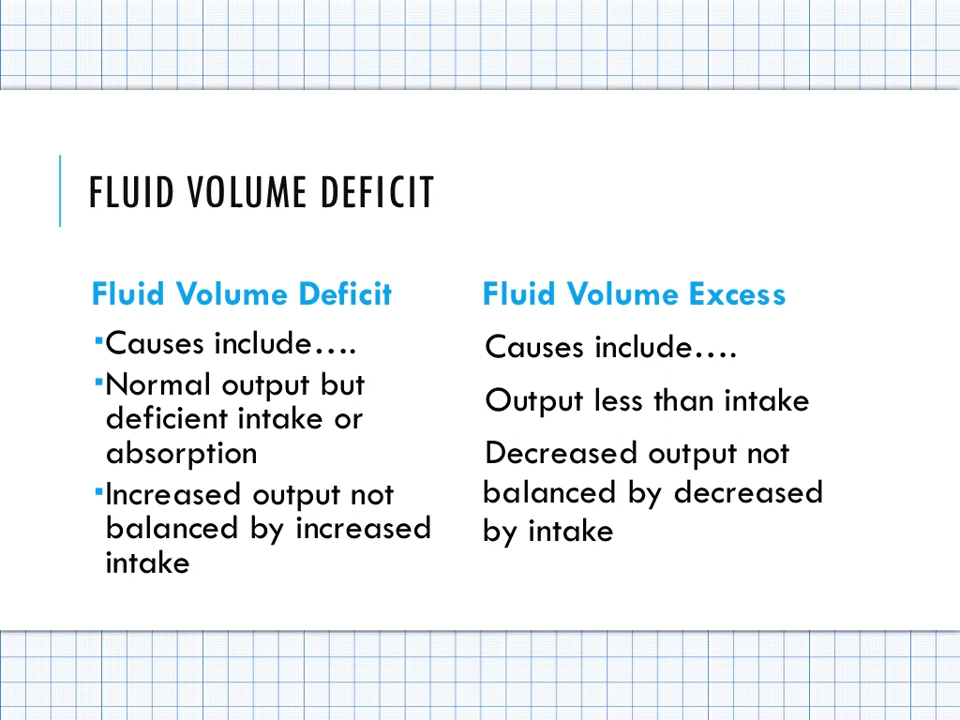 FLUID VOLUME DEFICIT
Fluid Volume Deficit
▪Causes include….
▪Normal output but
deficient intake or
absorption
▪Increased output not
balanced by increased
intake
Fluid Volume Excess
Causes include….
Output less than intake
Decreased output not
balanced by decreased
by intake